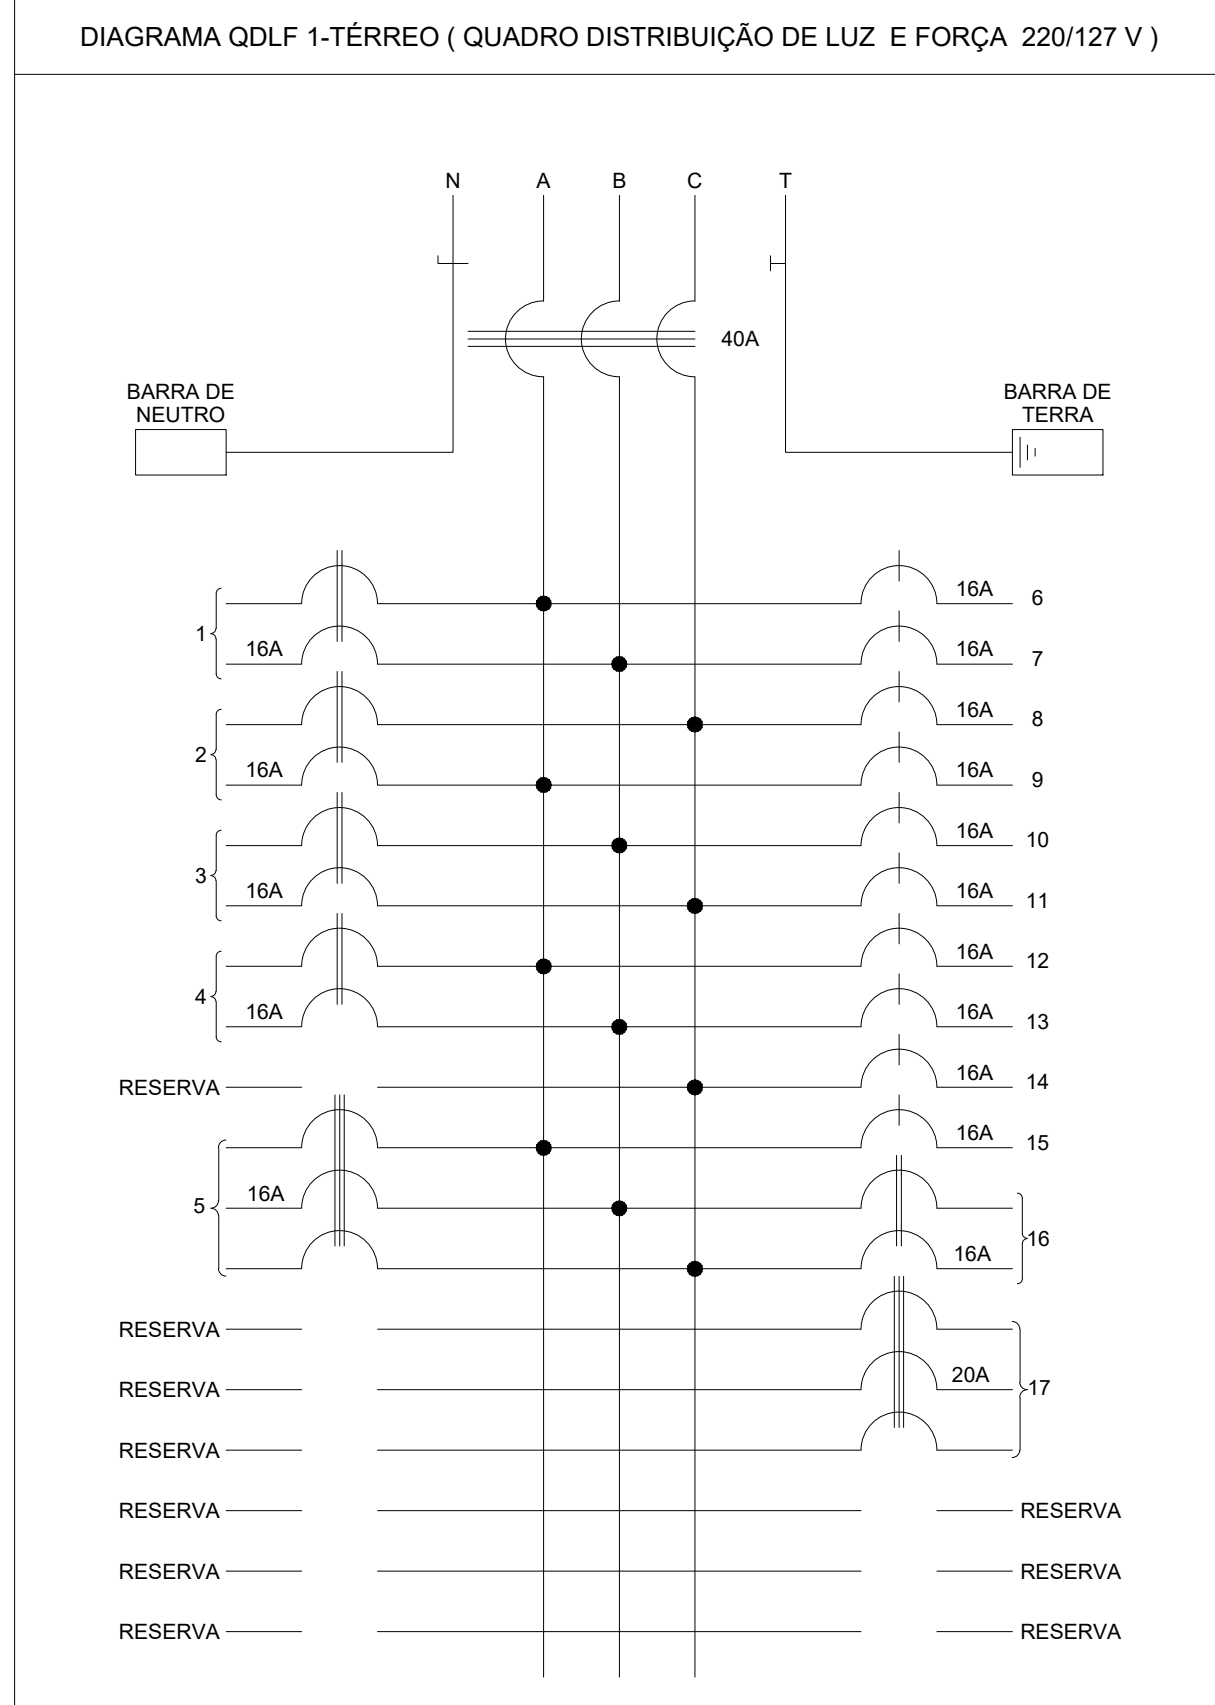 DIAGRAMA QDLF 1-TÉRREO ( QUADRO DISTRIBUIÇÃO DE LUZ E FORÇA 220/127 V )
N A B C T
40A
BARRA DE
NEUTRO
BARRA DE
TERRA
16A 6
1 16A 16A 7
16A 8
2 16A 16A 9
16A 10
3 16A 16A 11
16A 12
4 16A 16A 13
RESERVA 16A 14
16A 15
5 16A
16A 16
RESERVA
RESERVA 20A 17
RESERVA
RESERVA RESERVA
RESERVA RESERVA
RESERVA RESERVA